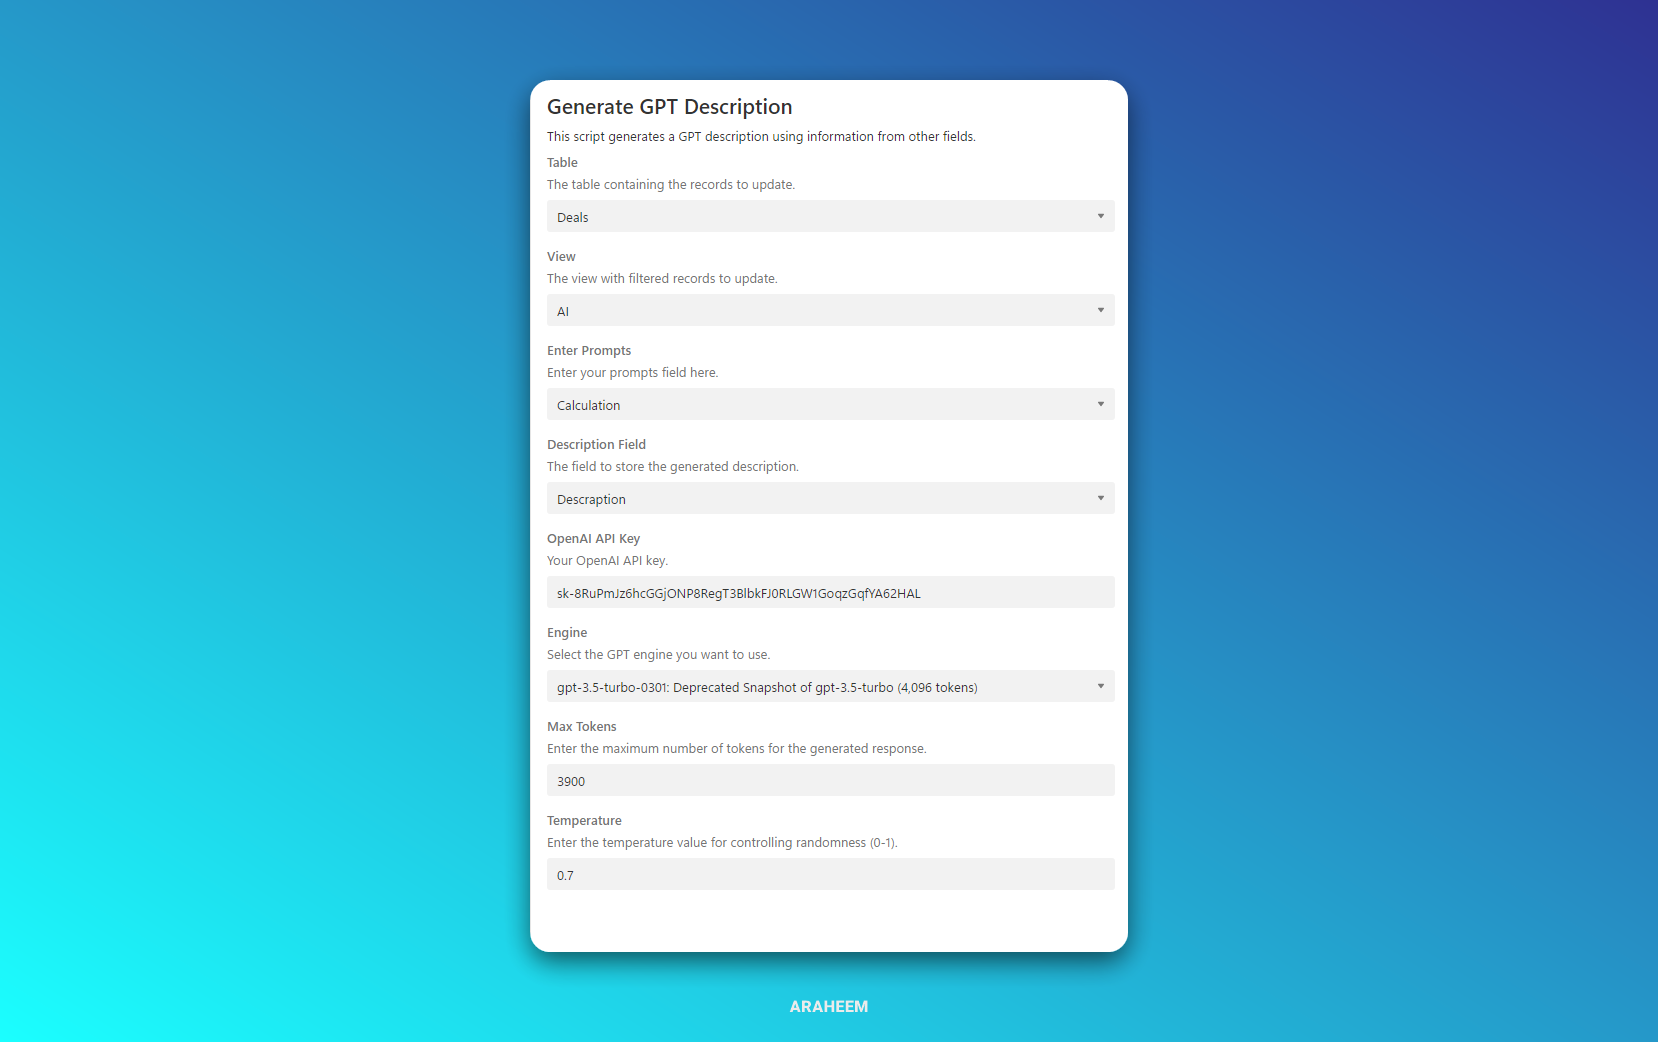 Generate GPT Description
This script generates a GPT description using information from other fields.
Table
The table containing the records to update.
Deals
View
The view with filtered records to update.
AI
Enter Prompts
Enter your prompts field here.
Calculation
Description Field
The field to store the generated description.
Descraption
OpenAI API Key
Your OpenAI API key.
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
Engine
Select the GPT engine you want to use.
gpt-3.5-turbo-0301: Deprecated Snapshot of gpt-3.5-turbo (4,096 tokens)
Max Tokens
Enter the maximum number of tokens for the generated response.
3900
Temperature
Enter the temperature value for controlling randomness (0-1).
0.7
ARAHEEM